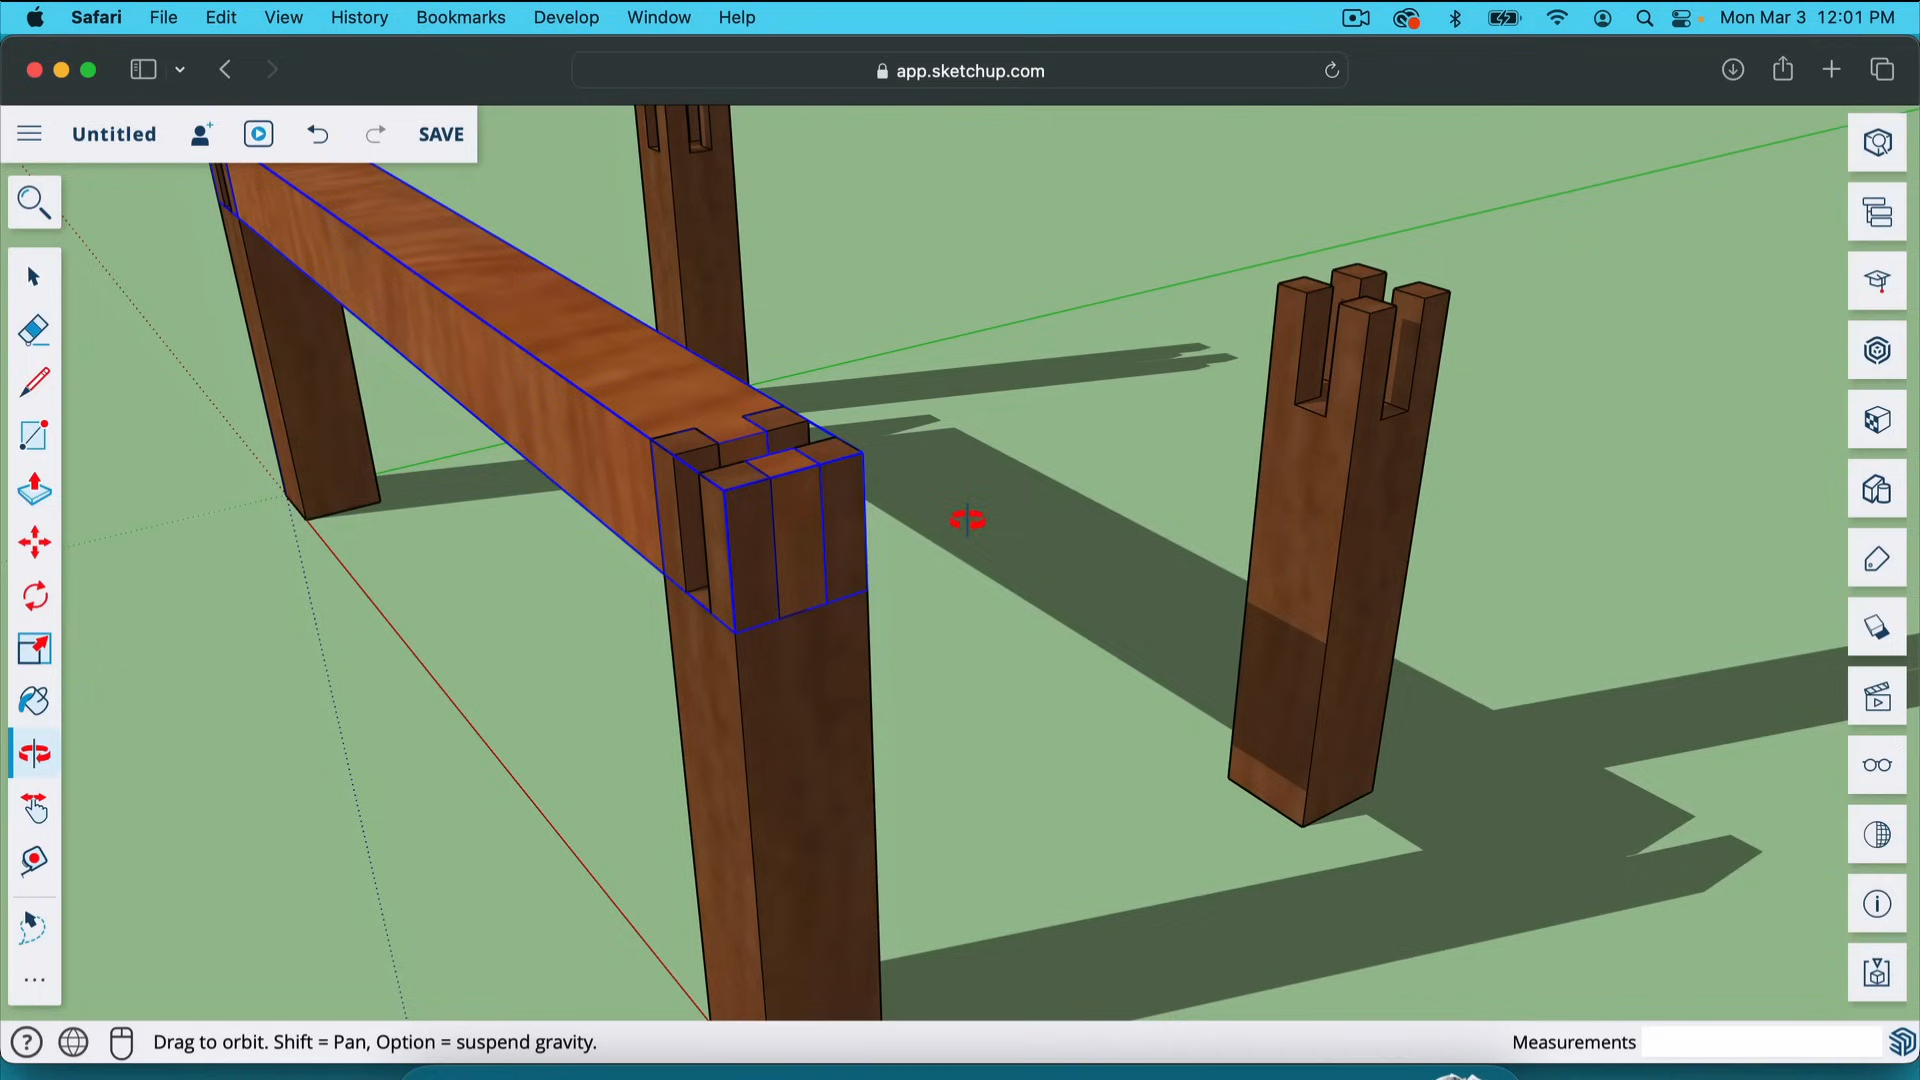 Safari File Edit View History Bookmarks Develop Window Help Mon Mar 3 12:01 PM
app.sketchup.com
Untitled SAVE
Drag to orbit. Shift = Pan, Option = suspend gravity. Measurements